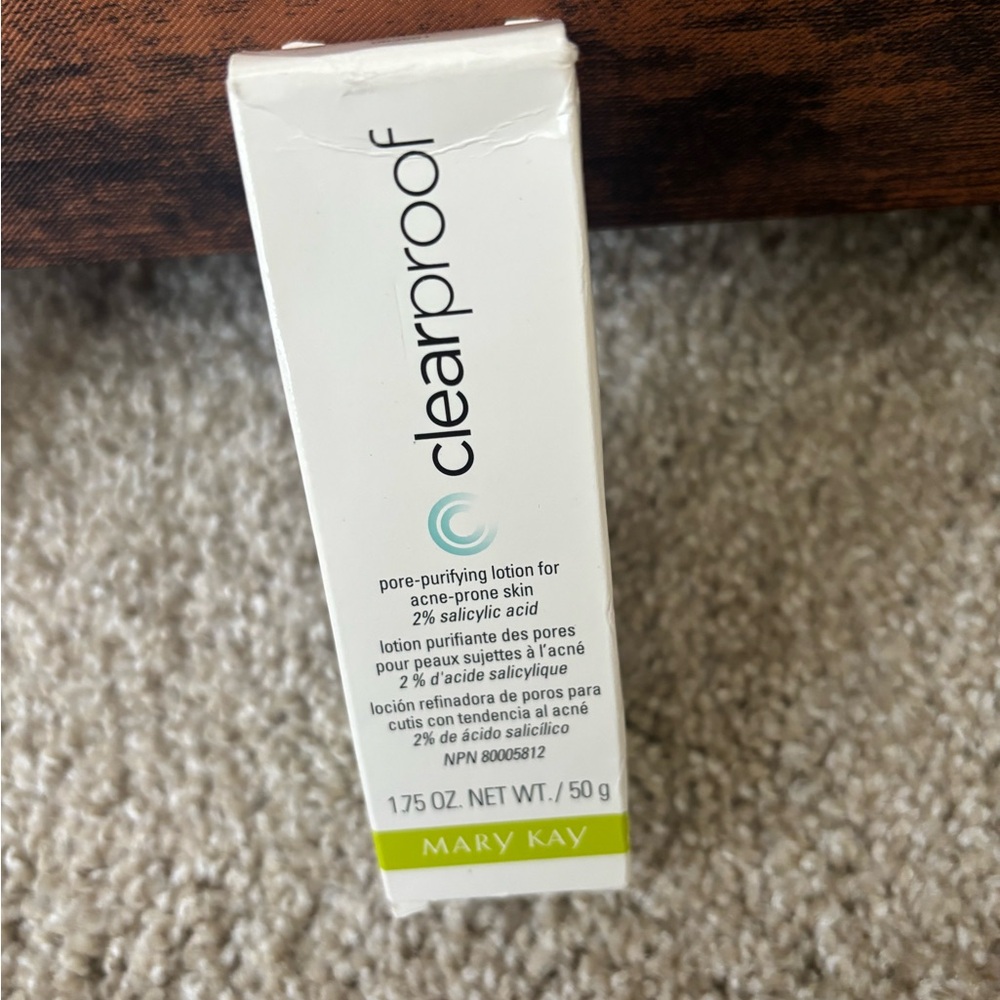 clearproof
pore-purifying lotion for
acne-prone skin
2% salicylic acid
lotion purifiante des pores
pour peaux sujettes à l'acné
2 % d'acide salicylique
loción refinadora de poros para
cutis con tendencia al acné
2% de ácido salicílico
NPN 80005812
1.75 OZ. NET WT. / 50 g
MARY KAY